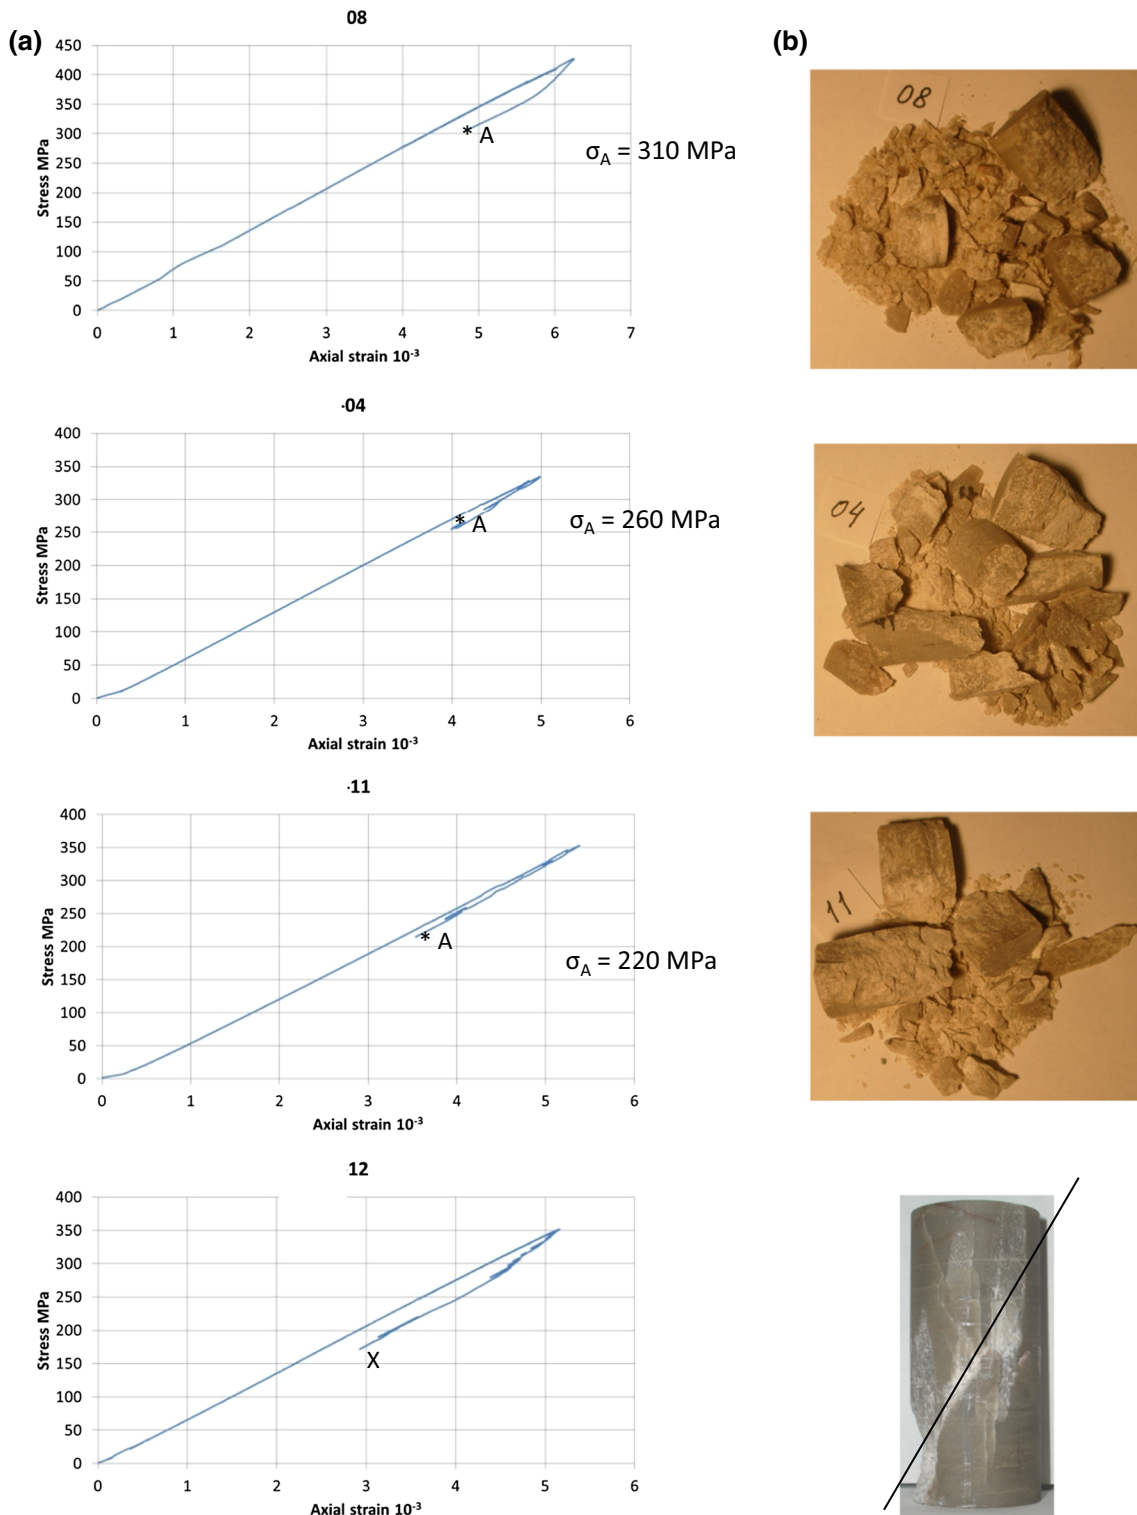 (a)
08
450
400
350
300
250
200
150
100
50
0
Stress MPa
* A
σA = 310 MPa
0 1 2 3 4 5 6 7
Axial strain 10-3
·04
400
350
300
250
200
150
100
50
0
Stress MPa
* A
σA = 260 MPa
0 1 2 3 4 5 6
Axial strain 10-3
·11
400
350
300
250
200
150
100
50
0
Stress MPa
* A
σA = 220 MPa
0 1 2 3 4 5 6
Axial strain 10-3
12
400
350
300
250
200
150
100
50
0
Stress MPa
X
0 1 2 3 4 5 6
Axial strain 10-3
(b)
08
04
11